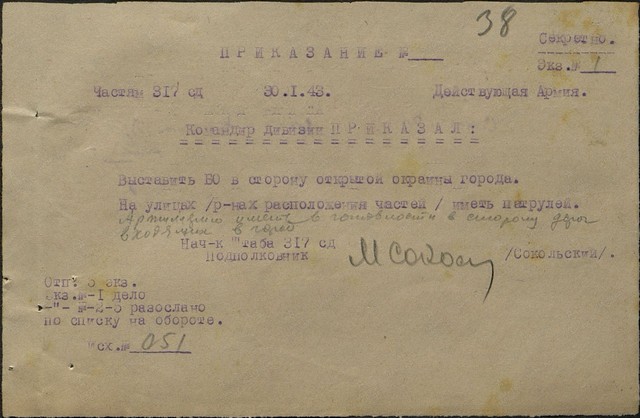 38
Секретно.
ПРИКАЗАНИЕ №
Экз.№ 1
Частям 317 сд 30.I.43. Действующая Армия.
Командир дивизии ПРИКАЗАЛ:
Выставить БО в сторону открытой окраины города.
На улицах /р-нах расположения частей / иметь патрулей.
Артиллерию иметь в готовности в сторону дорог
входящих в город
Нач-к Штаба 317 сд
Подполковник /Сокольский/.
Отп. 3 экз.
Экз.№-I дело
-"- №-2-3 разослано
по списку на обороте.
Исх.№ 051